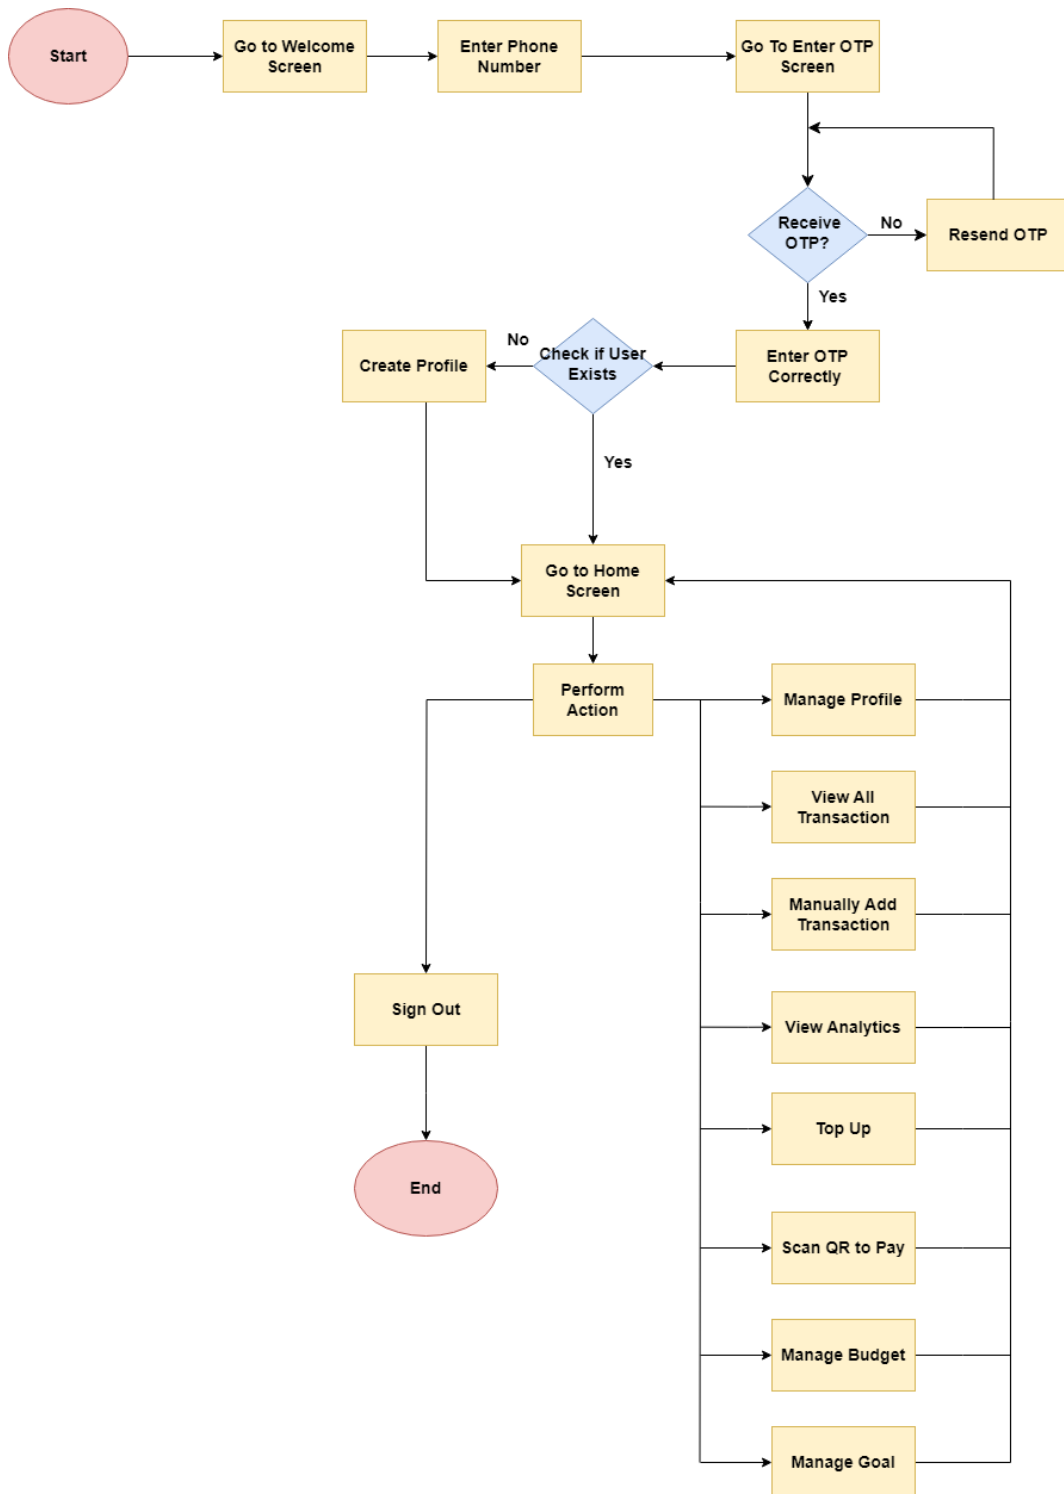 Start
Go to Welcome
Screen
Enter Phone
Number
Go To Enter OTP
Screen
Receive
OTP?
No
Resend OTP
Yes
Enter OTP
Correctly
Check if User
Exists
No
Create Profile
Yes
Go to Home
Screen
Perform
Action
Manage Profile
View All
Transaction
Manually Add
Transaction
View Analytics
Top Up
Scan QR to Pay
Manage Budget
Manage Goal
Sign Out
End